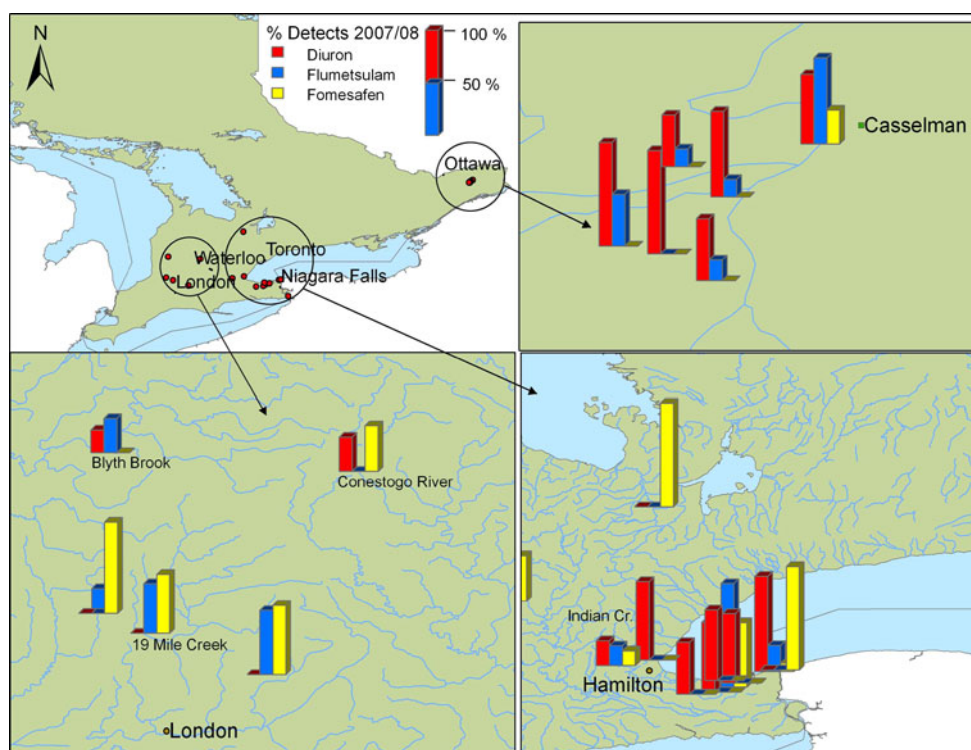 N
% Detects 2007/08
Diuron
Flumetsulam
Fomesafen
100 %
50 %
Casselman
Ottawa
Toronto
Waterloo
London
Niagara Falls
Blyth Brook
Conestogo River
19 Mile Creek
London
Indian Cr.
Hamilton